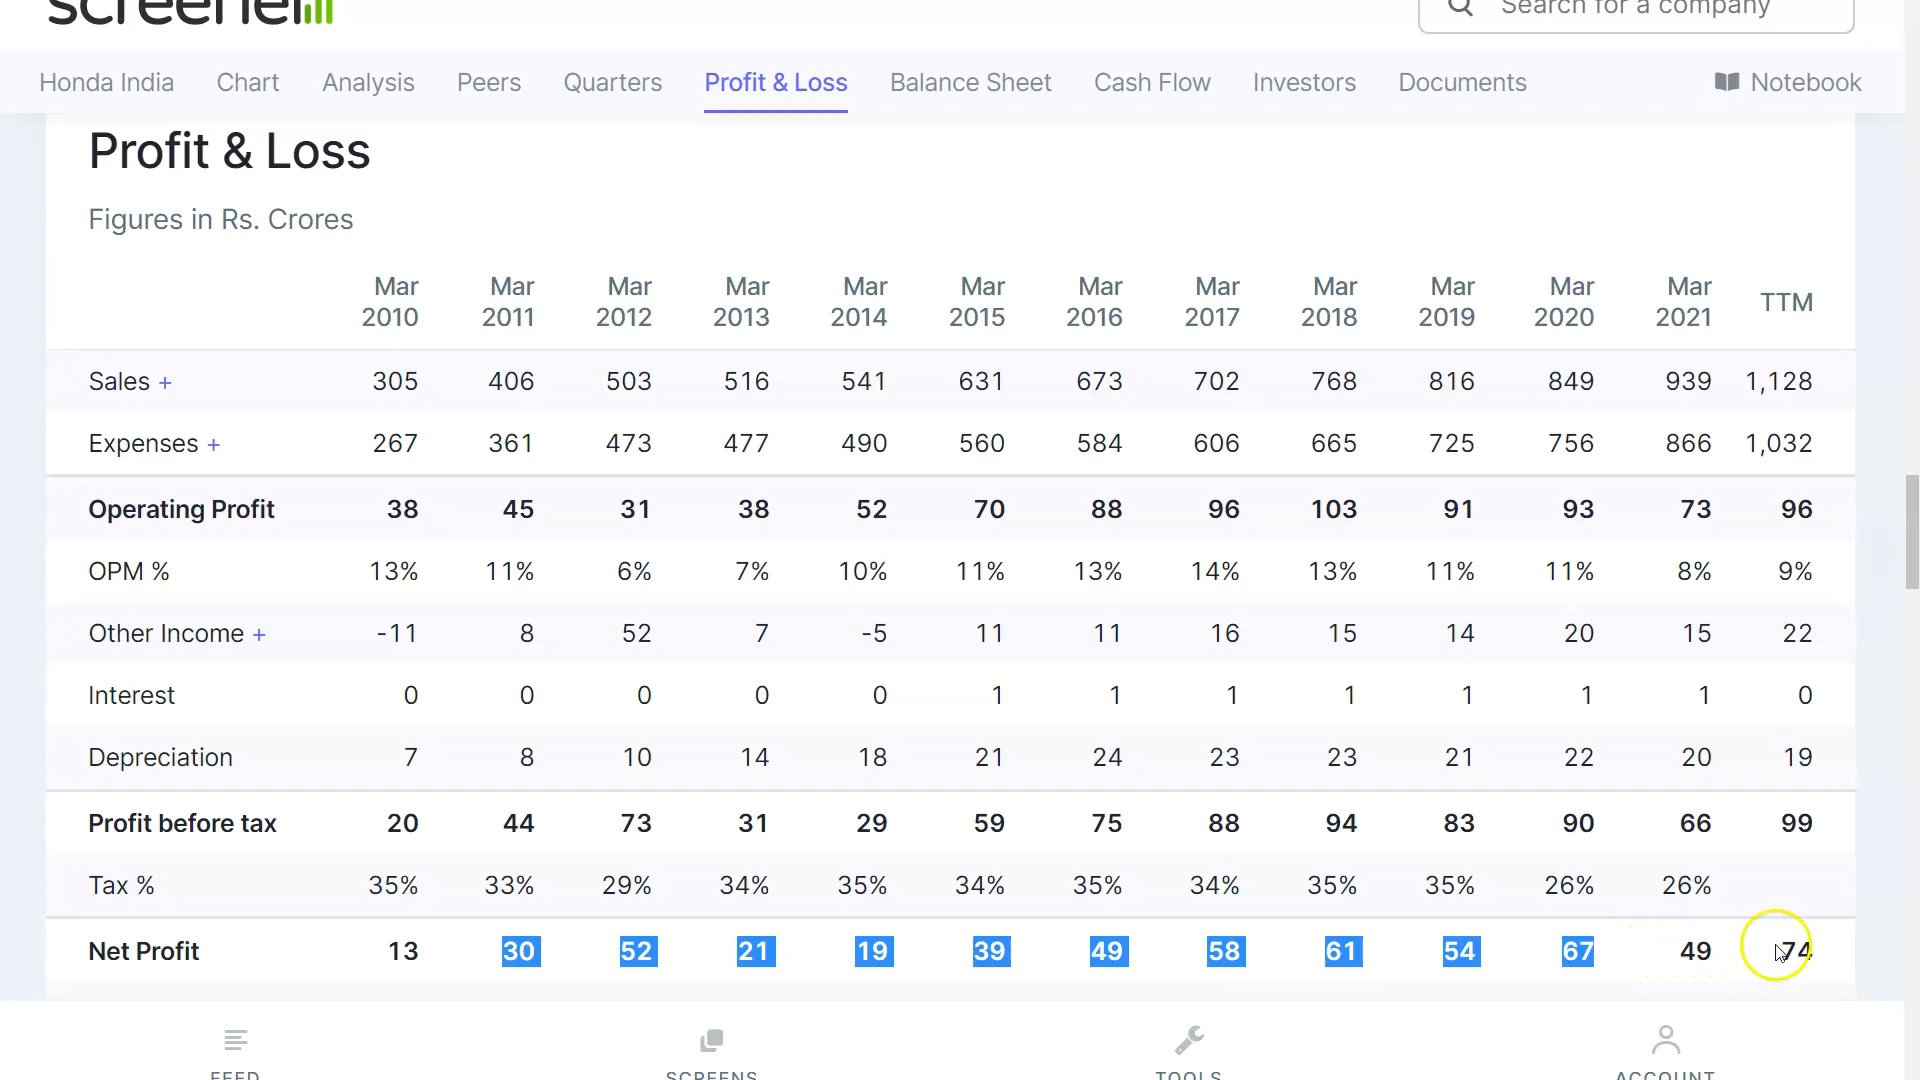 screener
Search for a company
Honda India Chart Analysis Peers Quarters Profit & Loss Balance Sheet Cash Flow Investors Documents Notebook
Profit & Loss
Figures in Rs. Crores
Mar 2010 Mar 2011 Mar 2012 Mar 2013 Mar 2014 Mar 2015 Mar 2016 Mar 2017 Mar 2018 Mar 2019 Mar 2020 Mar 2021 TTM
Sales + 305 406 503 516 541 631 673 702 768 816 849 939 1,128
Expenses + 267 361 473 477 490 560 584 606 665 725 756 866 1,032
Operating Profit 38 45 31 38 52 70 88 96 103 91 93 73 96
OPM % 13% 11% 6% 7% 10% 11% 13% 14% 13% 11% 11% 8% 9%
Other Income + -11 8 52 7 -5 11 11 16 15 14 20 15 22
Interest 0 0 0 0 0 1 1 1 1 1 1 1 0
Depreciation 7 8 10 14 18 21 24 23 23 21 22 20 19
Profit before tax 20 44 73 31 29 59 75 88 94 83 90 66 99
Tax % 35% 33% 29% 34% 35% 34% 35% 34% 35% 35% 26% 26%
Net Profit 13 30 52 21 19 39 49 58 61 54 67 49 74
FEED SCREENS TOOLS ACCOUNT